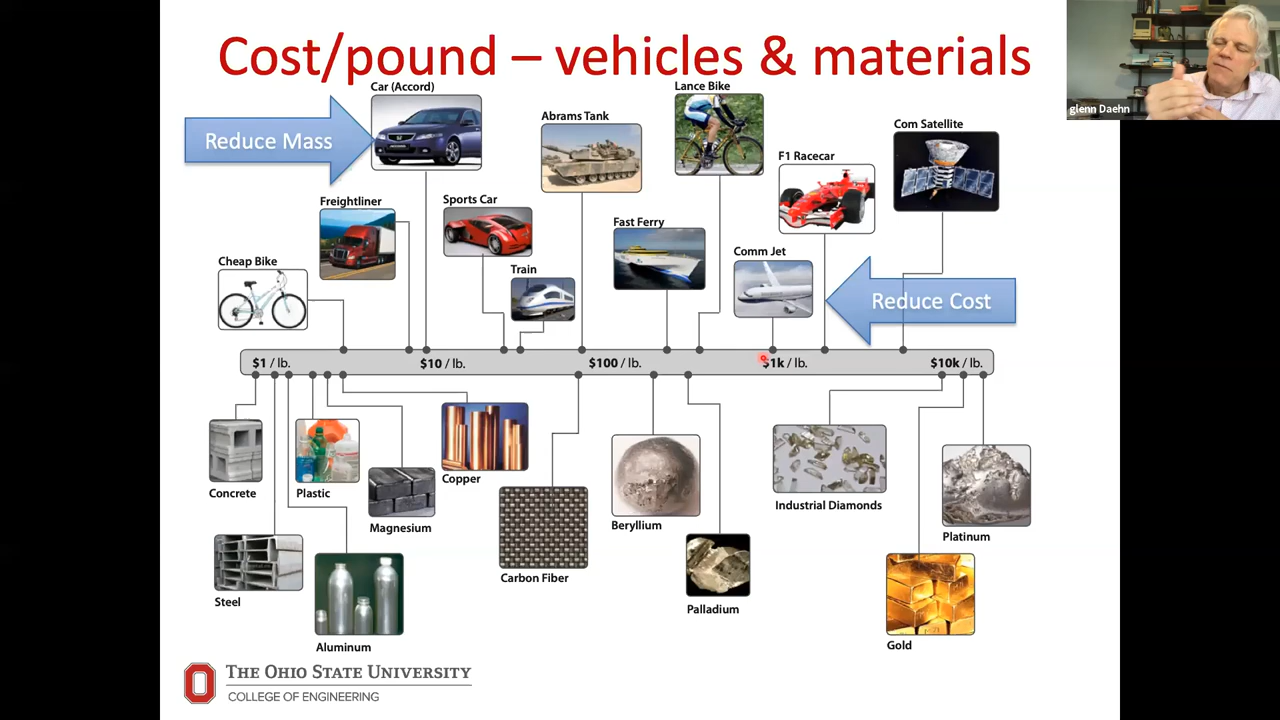 Cost/pound – vehicles & materials
glenn Daehn
Car (Accord)
Lance Bike
Reduce Mass
Abrams Tank
Com Satellite
F1 Racecar
Freightliner
Sports Car
Fast Ferry
Comm Jet
Cheap Bike
Train
Reduce Cost
$1 / lb.
$10 / lb.
$100 / lb.
$1k / lb.
$10k / lb.
Concrete
Plastic
Copper
Magnesium
Industrial Diamonds
Beryllium
Platinum
Carbon Fiber
Steel
Palladium
Aluminum
Gold
THE OHIO STATE UNIVERSITY
COLLEGE OF ENGINEERING